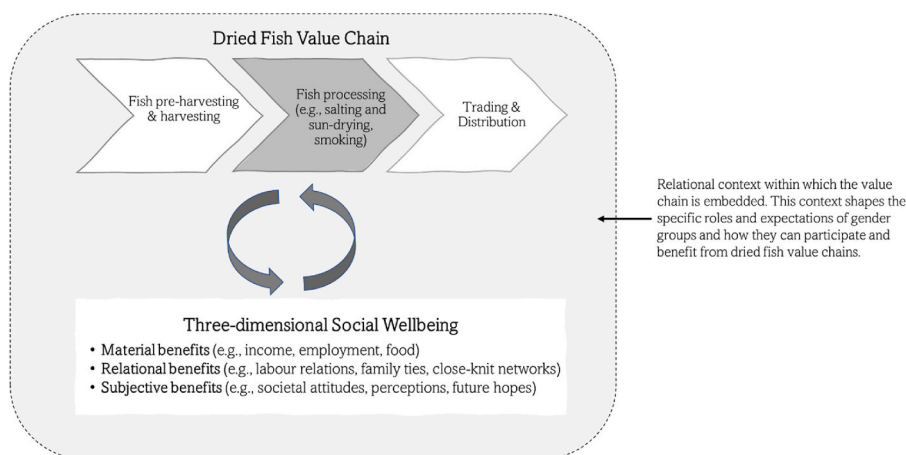 Dried Fish Value Chain
Fish pre-harvesting
& harvesting
Fish processing
(e.g., salting and
sun-drying,
smoking)
Trading &
Distribution
Relational context within which the value
chain is embedded. This context shapes the
specific roles and expectations of gender
groups and how they can participate and
benefit from dried fish value chains.
Three-dimensional Social Wellbeing
• Material benefits (e.g., income, employment, food)
• Relational benefits (e.g., labour relations, family ties, close-knit networks)
• Subjective benefits (e.g., societal attitudes, perceptions, future hopes)